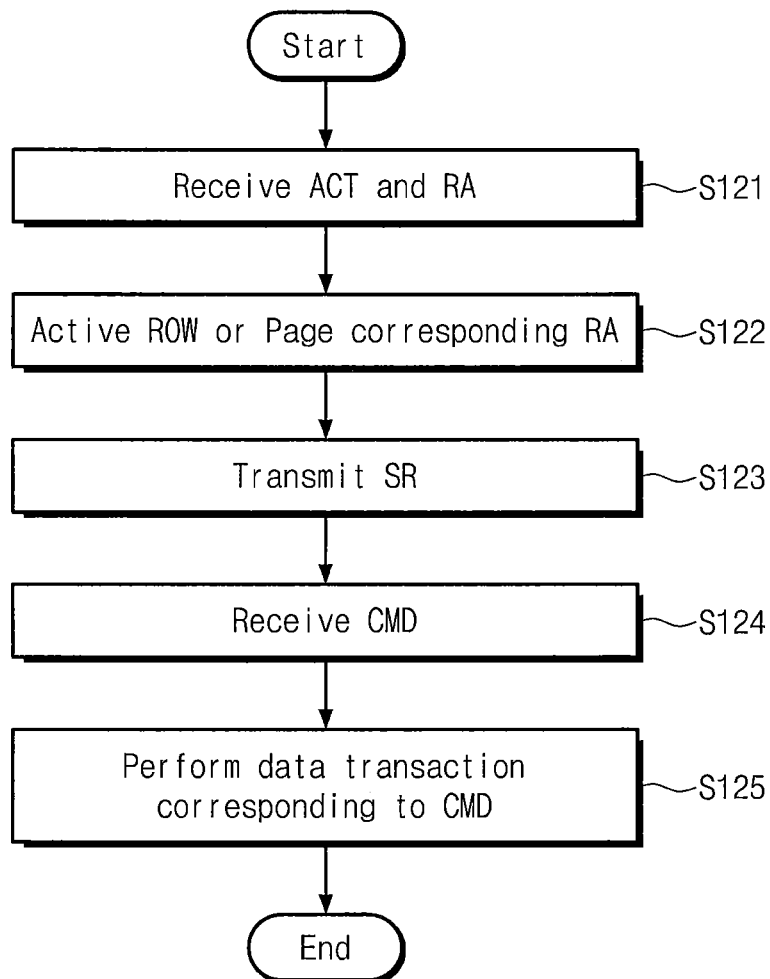 Start
Receive ACT and RA
S121
Active ROW or Page corresponding RA
S122
Transmit SR
S123
Receive CMD
S124
Perform data transaction
corresponding to CMD
S125
End